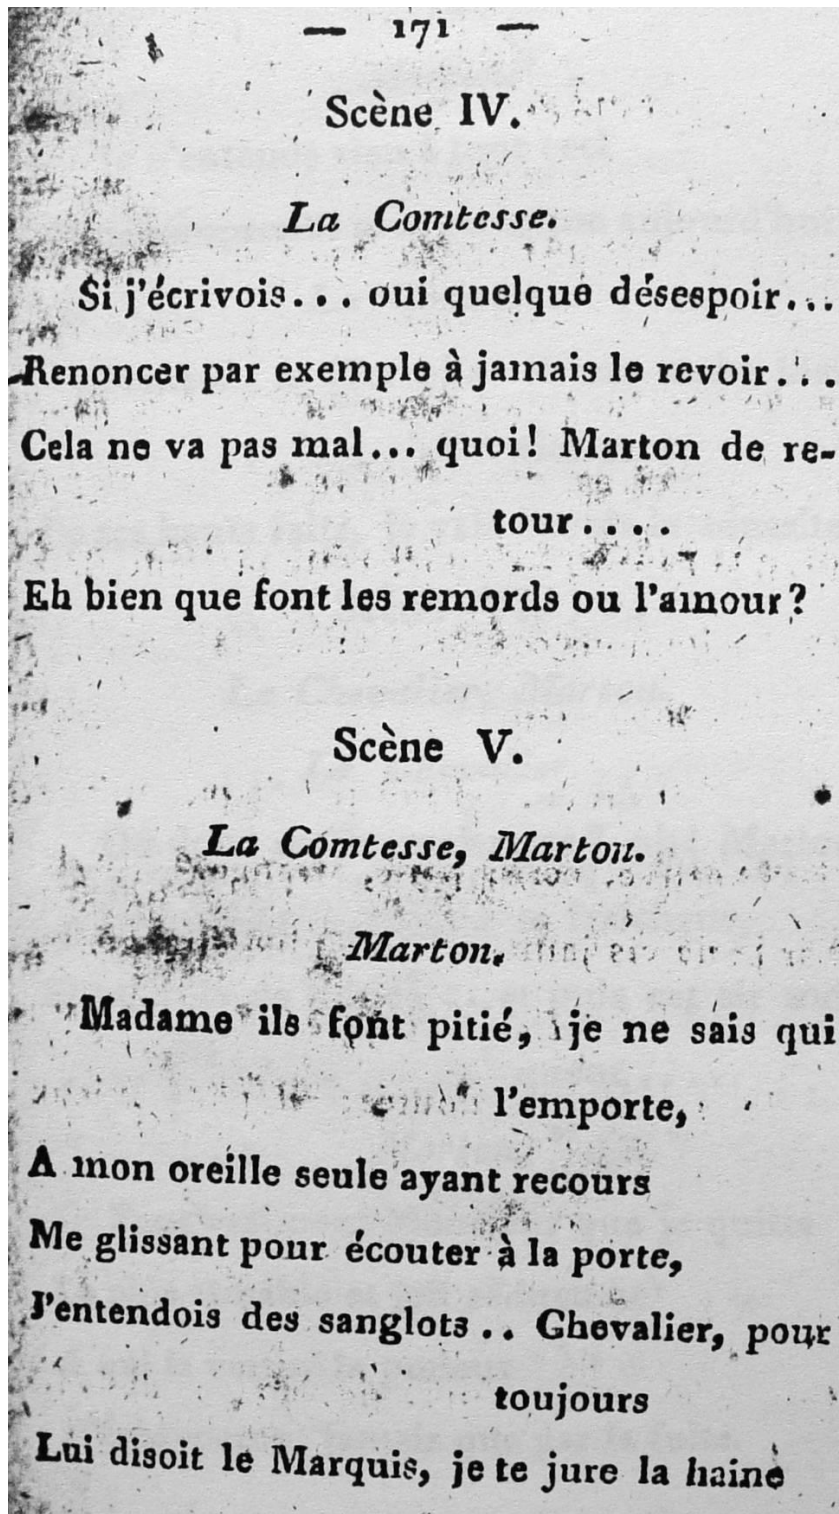 — 171 —
Scène IV.
La Comtesse.
Si j'écrivois... oui quelque désespoir...
Renoncer par exemple à jamais le revoir...
Cela ne va pas mal... quoi! Marton de re-
tour....
Eh bien que font les remords ou l'amour?
Scène V.
La Comtesse, Marton.
Marton.
Madame ils font pitié, je ne sais qui
l'emporte,
A mon oreille seule ayant recours
Me glissant pour écouter à la porte,
J'entendois des sanglots.. Chevalier, pour
toujours
Lui disoit le Marquis, je te jure la haine